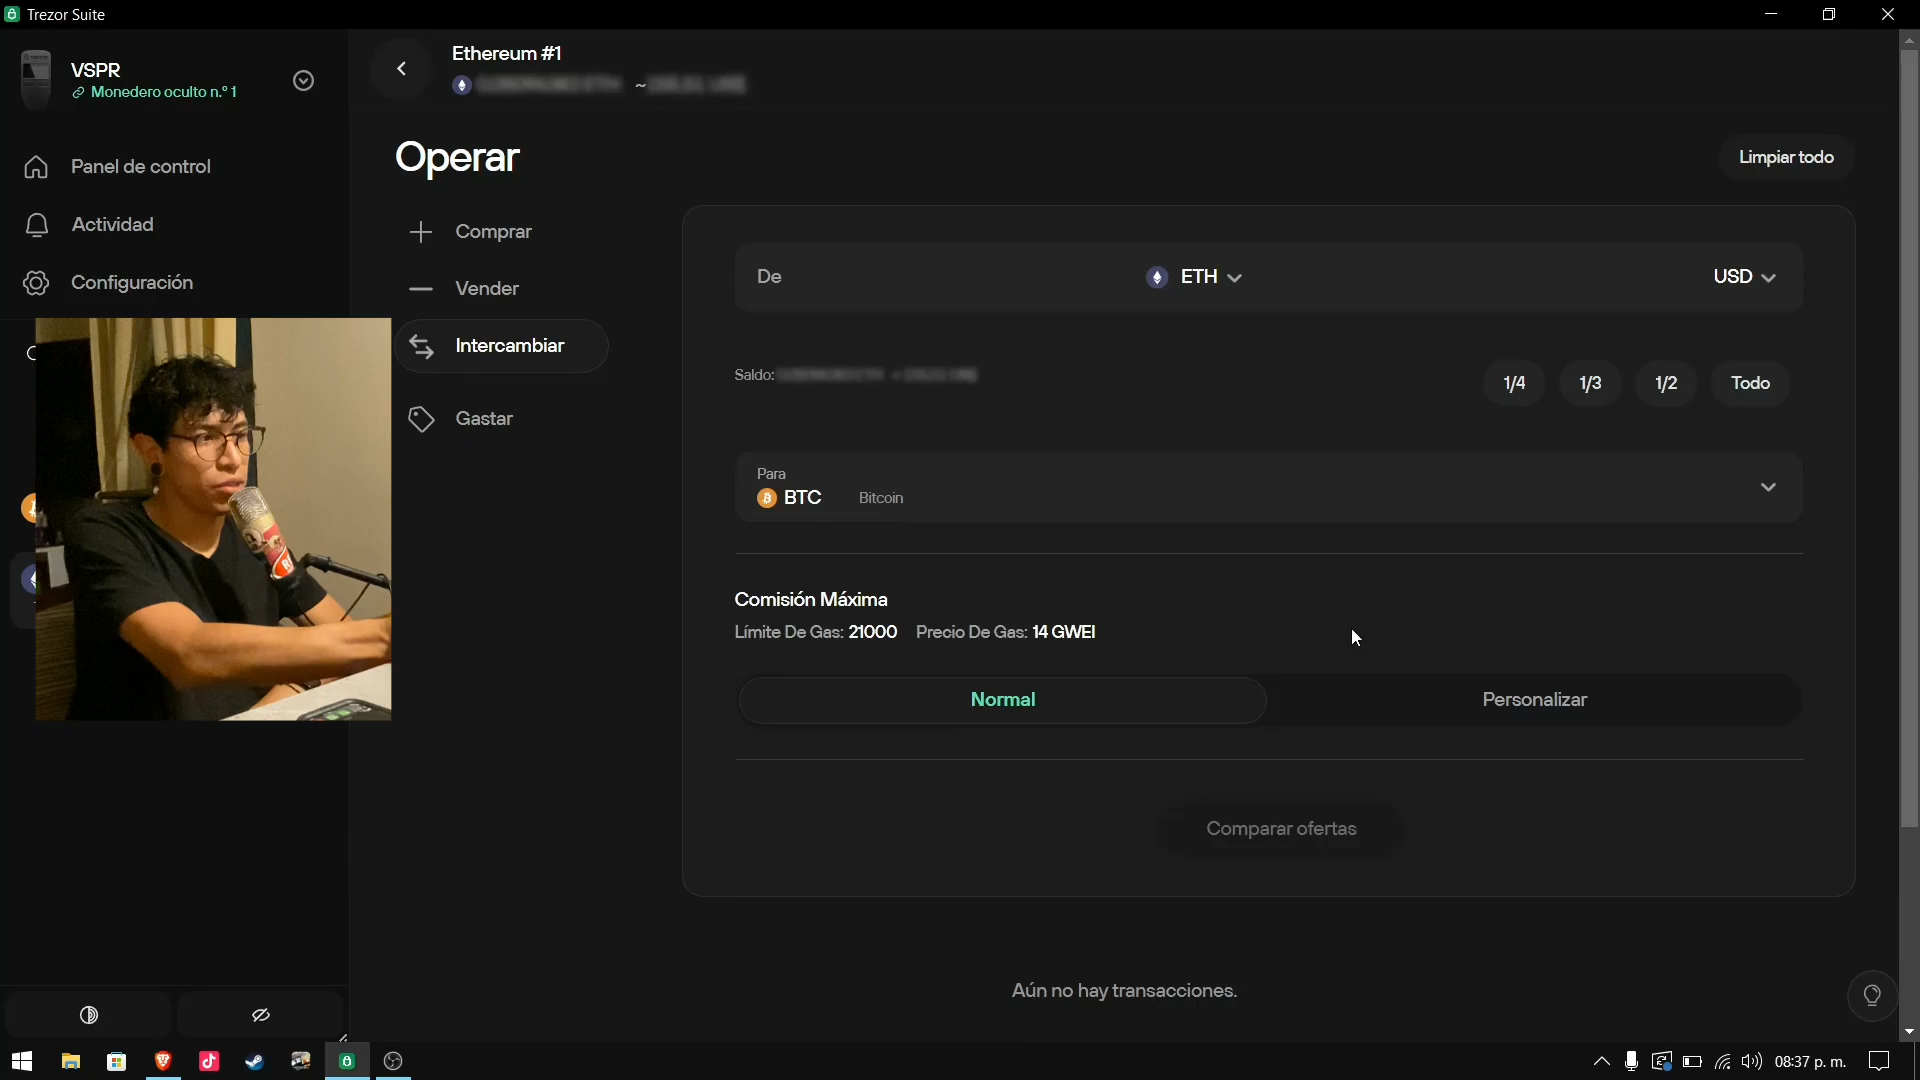 Trezor Suite
VSPR
Monedero oculto n.º 1
Panel de control
Actividad
Configuración
Ethereum #1
Operar
Limpiar todo
Comprar
Vender
Intercambiar
Gastar
De
ETH
USD
Saldo:
1/4
1/3
1/2
Todo
Para
BTC Bitcoin
Comisión Máxima
Límite De Gas: 21000 Precio De Gas: 14 GWEI
Normal
Personalizar
Comparar ofertas
Aún no hay transacciones.
08:37 p. m.